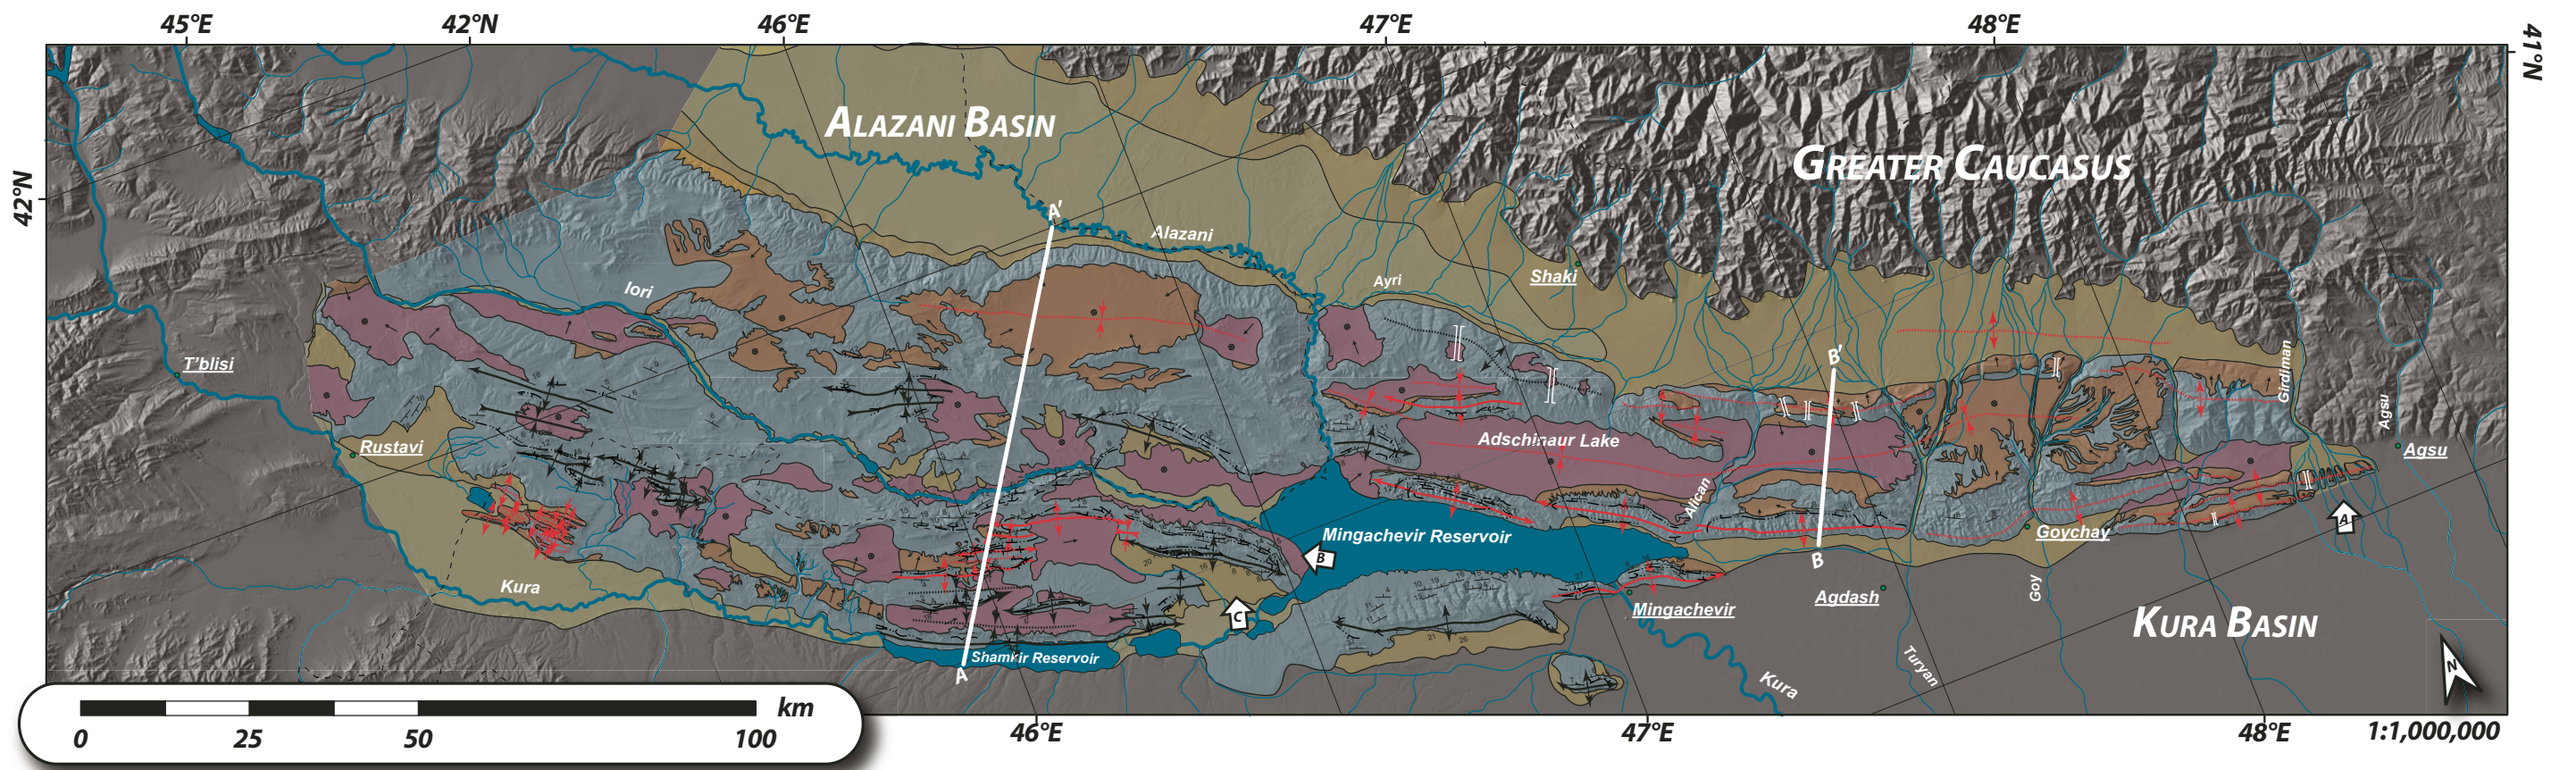 45°E
42°N
46°E
47°E
48°E
41°N
42°N
ALAZANI BASIN
GREATER CAUCASUS
A'
Alazani
Ayri
Shaki
Iori
T'blisi
B'
Girdiman
Agsu
Agsu
Rustavi
Adschinaur Lake
Alican
Mingachevir Reservoir
Goychay
A
B
B
Kura
Mingachevir
Agdash
Goy
C
KURA BASIN
Shamkir Reservoir
A
Turyan
Kura
N
km
0 25 50 100
46°E
47°E
48°E
1:1,000,000